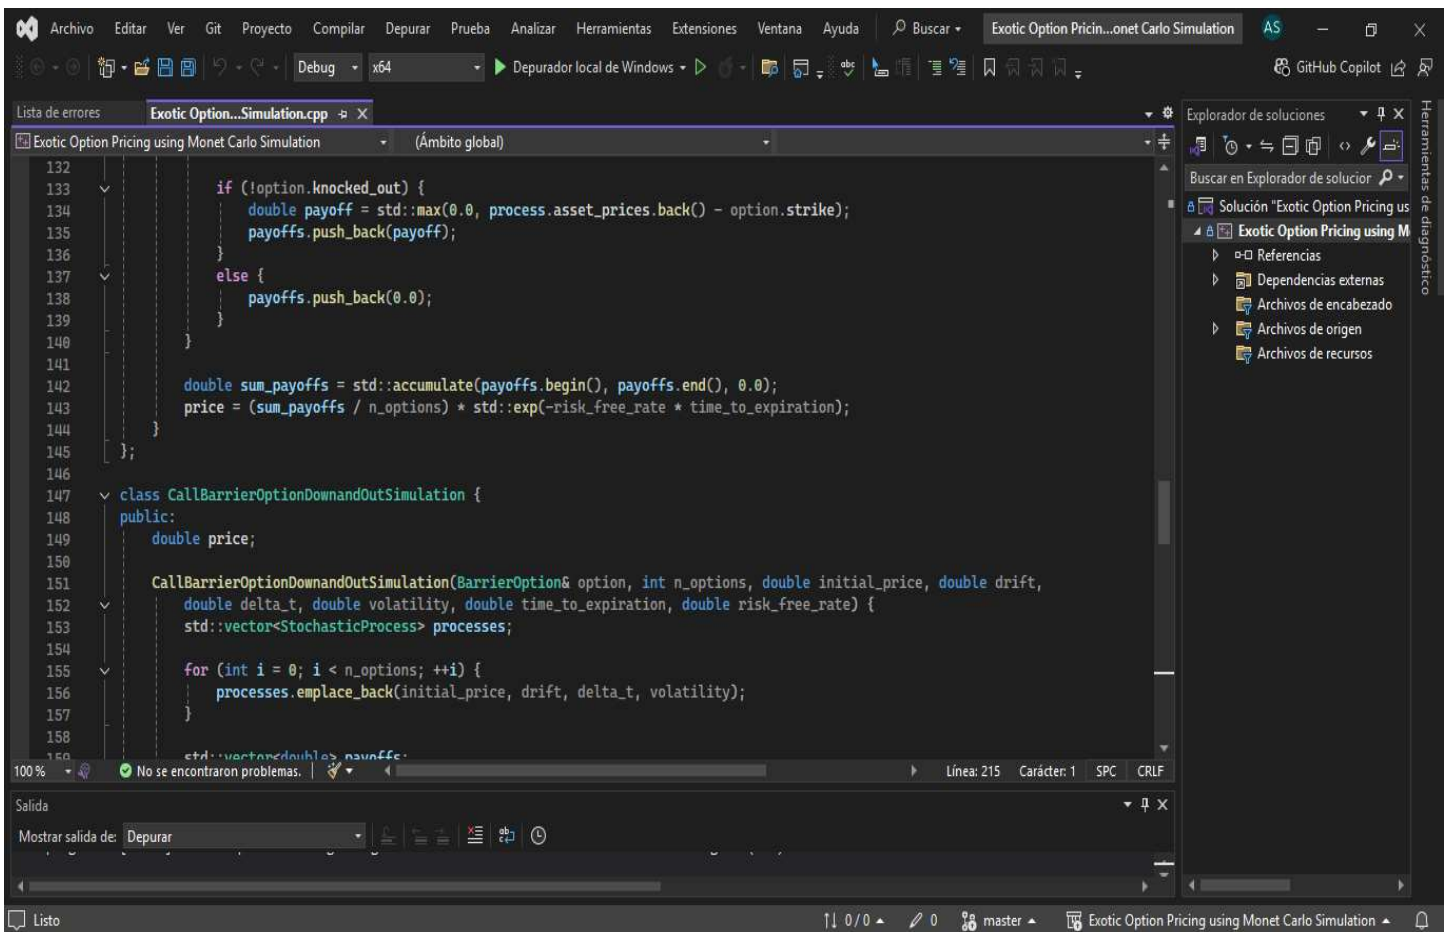 Archivo Editar Ver Git Proyecto Compilar Depurar Prueba Analizar Herramientas Extensiones Ventana Ayuda Buscar Exotic Option Pricin...onet Carlo Simulation AS
Debug x64 Depurador local de Windows GitHub Copilot
Lista de errores Exotic Option...Simulation.cpp
Exotic Option Pricing using Monet Carlo Simulation (Ámbito global)
132
133 if (!option.knocked_out) {
134 double payoff = std::max(0.0, process.asset_prices.back() - option.strike);
135 payoffs.push_back(payoff);
136 }
137 else {
138 payoffs.push_back(0.0);
139 }
140 }
141
142 double sum_payoffs = std::accumulate(payoffs.begin(), payoffs.end(), 0.0);
143 price = (sum_payoffs / n_options) * std::exp(-risk_free_rate * time_to_expiration);
144 }
145 };
146
147 class CallBarrierOptionDownandOutSimulation {
148 public:
149 double price;
150
151 CallBarrierOptionDownandOutSimulation(BarrierOption& option, int n_options, double initial_price, double drift,
152 double delta_t, double volatility, double time_to_expiration, double risk_free_rate) {
153 std::vector<StochasticProcess> processes;
154
155 for (int i = 0; i < n_options; ++i) {
156 processes.emplace_back(initial_price, drift, delta_t, volatility);
157 }
158
159 std::vector<double> payoffs;
100 % No se encontraron problemas. Línea: 215 Carácter: 1 SPC CRLF
Salida
Mostrar salida de: Depurar
Explorador de soluciones
Buscar en Explorador de solucior
Solución "Exotic Option Pricing us
Exotic Option Pricing using M
Referencias
Dependencias externas
Archivos de encabezado
Archivos de origen
Archivos de recursos
Herramientas de diagnóstico
Listo 0/0 0 master Exotic Option Pricing using Monet Carlo Simulation